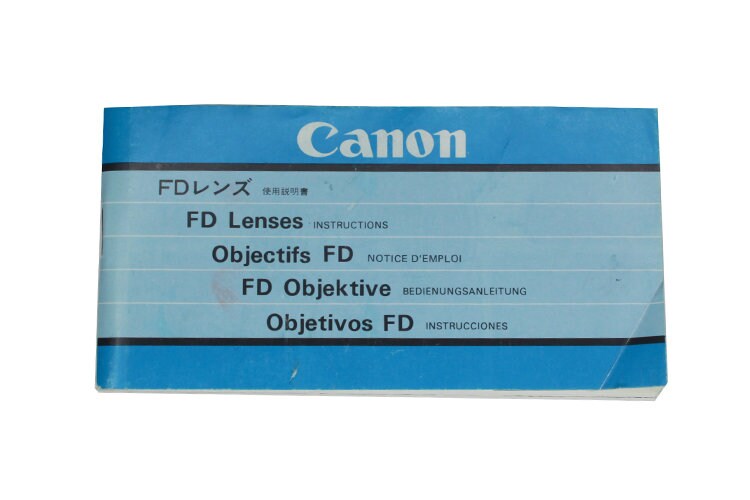 Canon
FDレンズ 使用説明書
FD Lenses INSTRUCTIONS
Objectifs FD NOTICE D'EMPLOI
FD Objektive BEDIENUNGSANLEITUNG
Objetivos FD INSTRUCCIONES